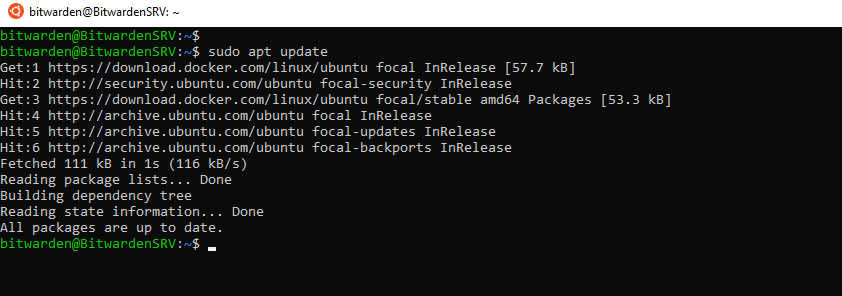 bitwarden@BitwardenSRV: ~
bitwarden@BitwardenSRV:~$
bitwarden@BitwardenSRV:~$ sudo apt update
Get:1 https://download.docker.com/linux/ubuntu focal InRelease [57.7 kB]
Hit:2 http://security.ubuntu.com/ubuntu focal-security InRelease
Get:3 https://download.docker.com/linux/ubuntu focal/stable amd64 Packages [53.3 kB]
Hit:4 http://archive.ubuntu.com/ubuntu focal InRelease
Hit:5 http://archive.ubuntu.com/ubuntu focal-updates InRelease
Hit:6 http://archive.ubuntu.com/ubuntu focal-backports InRelease
Fetched 111 kB in 1s (116 kB/s)
Reading package lists... Done
Building dependency tree
Reading state information... Done
All packages are up to date.
bitwarden@BitwardenSRV:~$